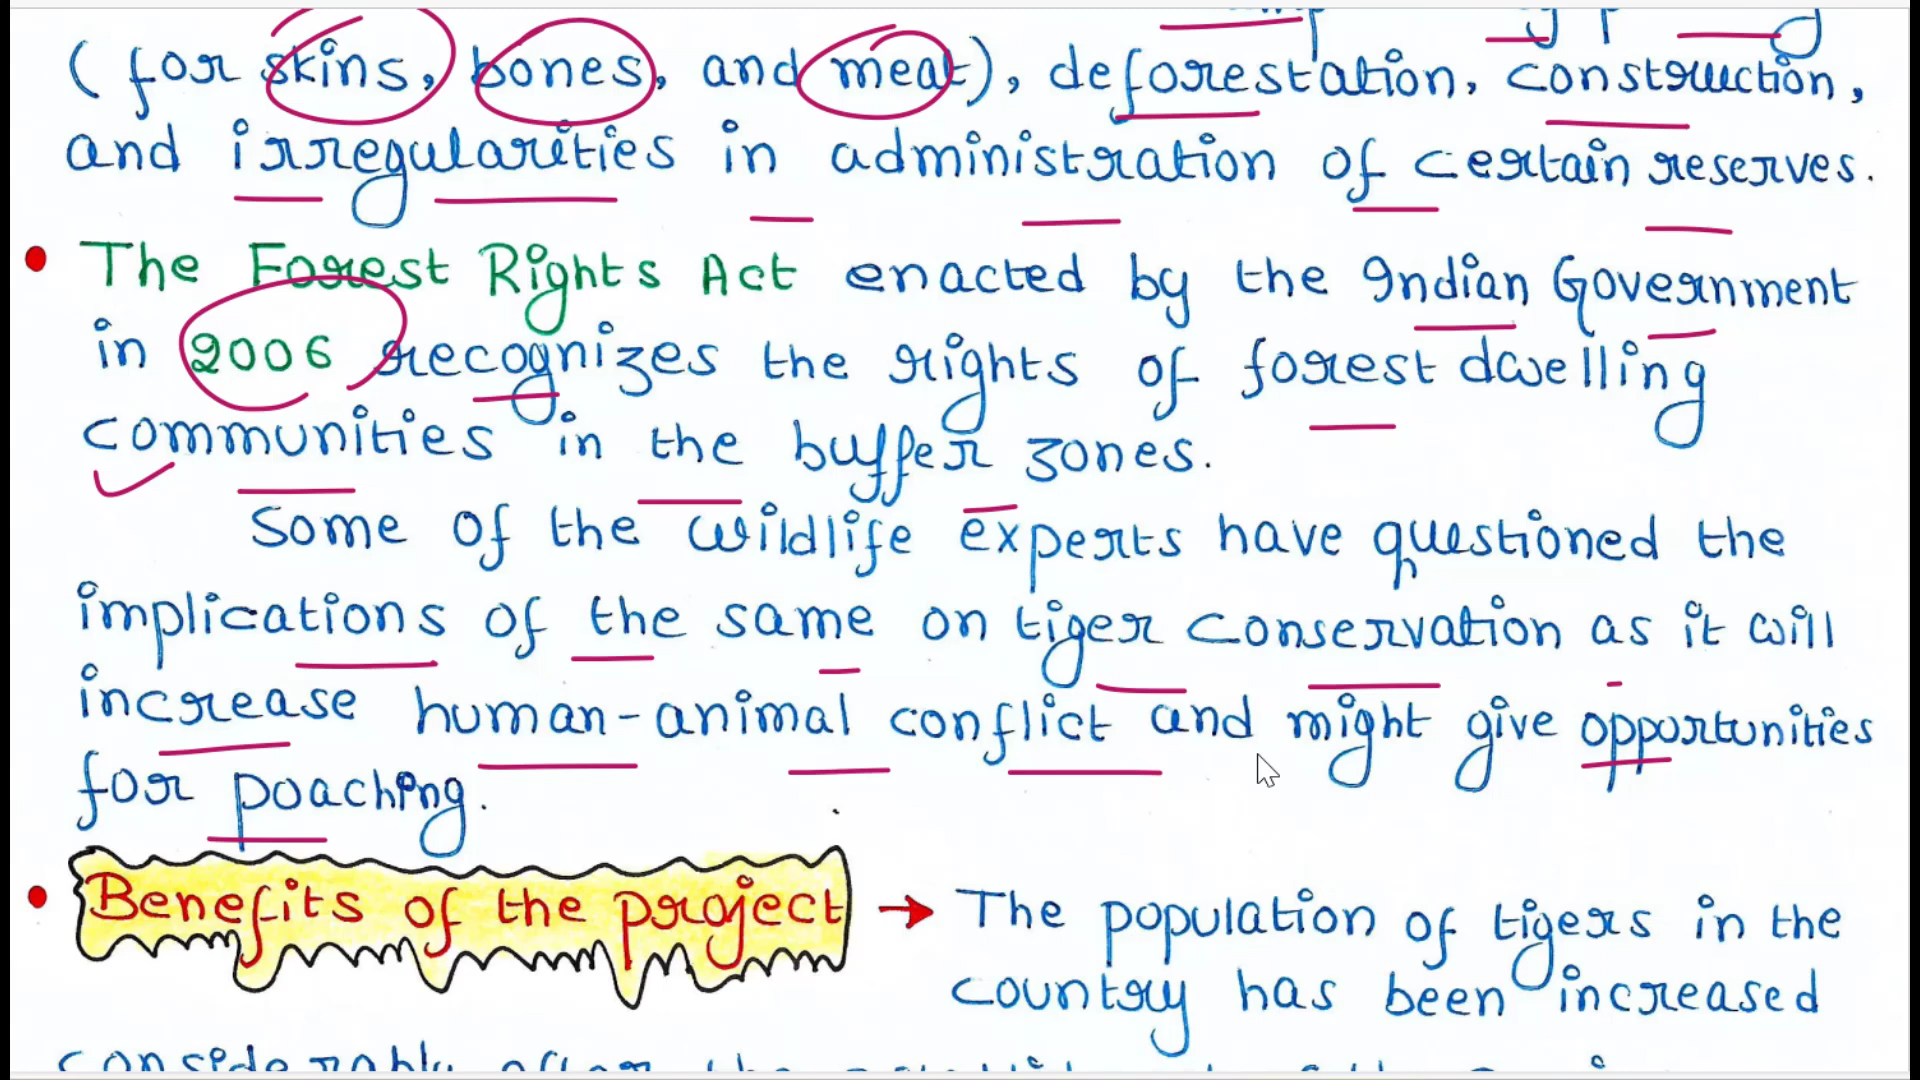 (for skins, bones, and meat), deforestation, construction,
and irregularities in administration of certain reserves.
• The Forest Rights Act enacted by the Indian Government
in 2006 recognizes the rights of forest dwelling
communities in the buffer zones.
Some of the wildlife experts have questioned the
implications of the same on tiger conservation as it will
increase human-animal conflict and might give opportunities
for poaching.
• Benefits of the project → The population of tigers in the
country has been increased
considerably after the